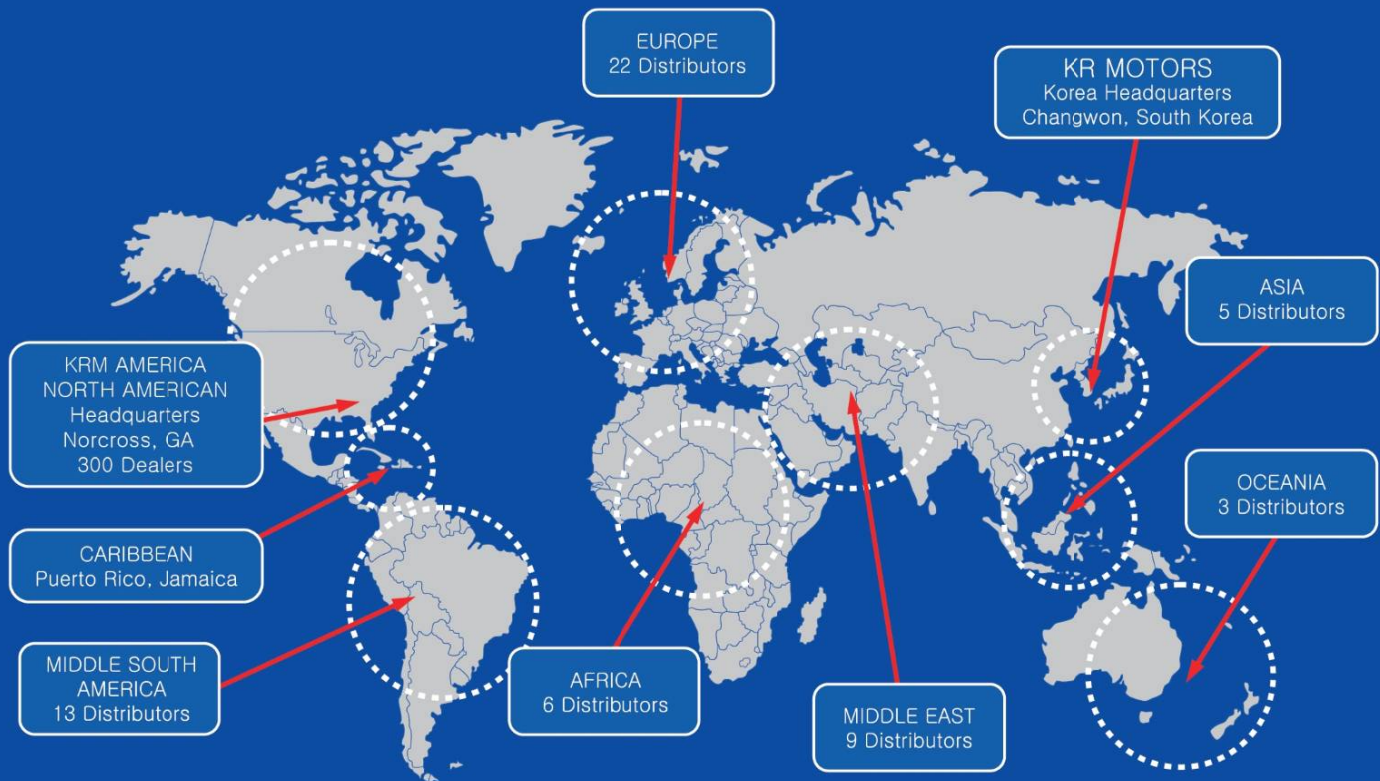 EUROPE
22 Distributors
KR MOTORS
Korea Headquarters
Changwon, South Korea
ASIA
5 Distributors
KRM AMERICA
NORTH AMERICAN
Headquarters
Norcross, GA
300 Dealers
OCEANIA
3 Distributors
CARIBBEAN
Puerto Rico, Jamaica
MIDDLE SOUTH
AMERICA
13 Distributors
AFRICA
6 Distributors
MIDDLE EAST
9 Distributors